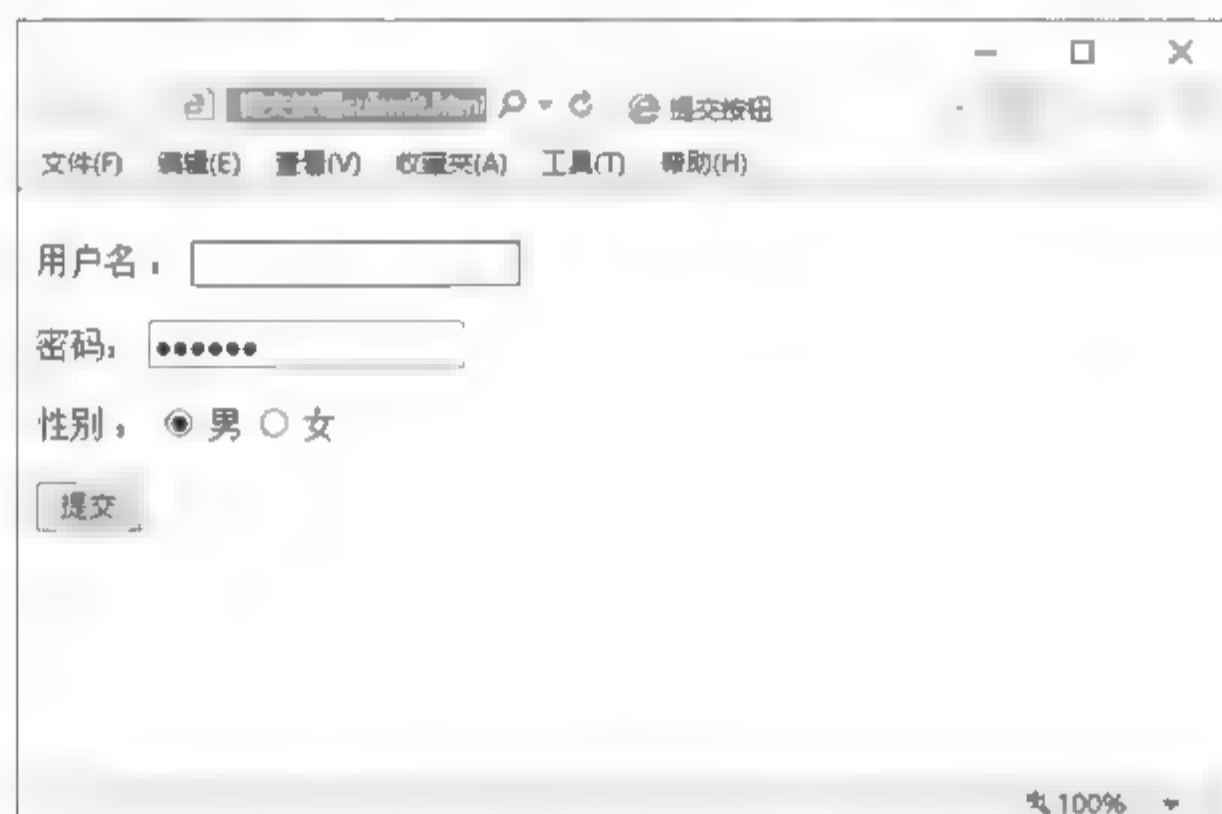 提交按钮
文件(F) 编辑(E) 查看(V) 收藏夹(A) 工具(T) 帮助(H)
用户名：
密码：
性别： 男 女
提交
100%